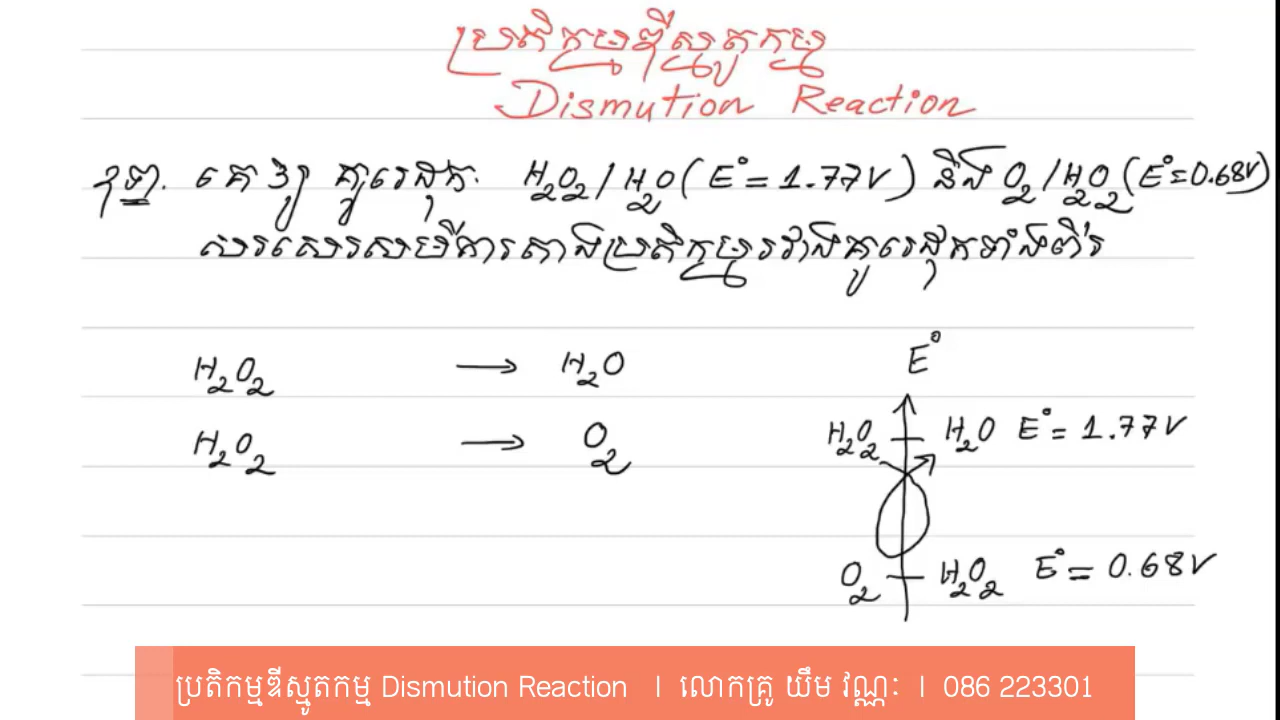 ប្រតិកម្មឌីស្មូតកម្ម
Dismution Reaction
ឧទា. គេឲ្យ គូរេដុក: H₂O₂/H₂O(E°=1.77V) និង O₂/H₂O₂(E°=0.68V)
សរសេរសមីការតាងប្រតិកម្មរវាងគូរេដុកទាំងពីរ
H₂O₂ → H₂O
H₂O₂ → O₂
E°
H₂O₂ H₂O E°=1.77V
O₂ H₂O₂ E°=0.68V
ប្រតិកម្មឌីស្មូតកម្ម Dismution Reaction | លោកគ្រូ យឹម វណ្ណៈ | 086 223301